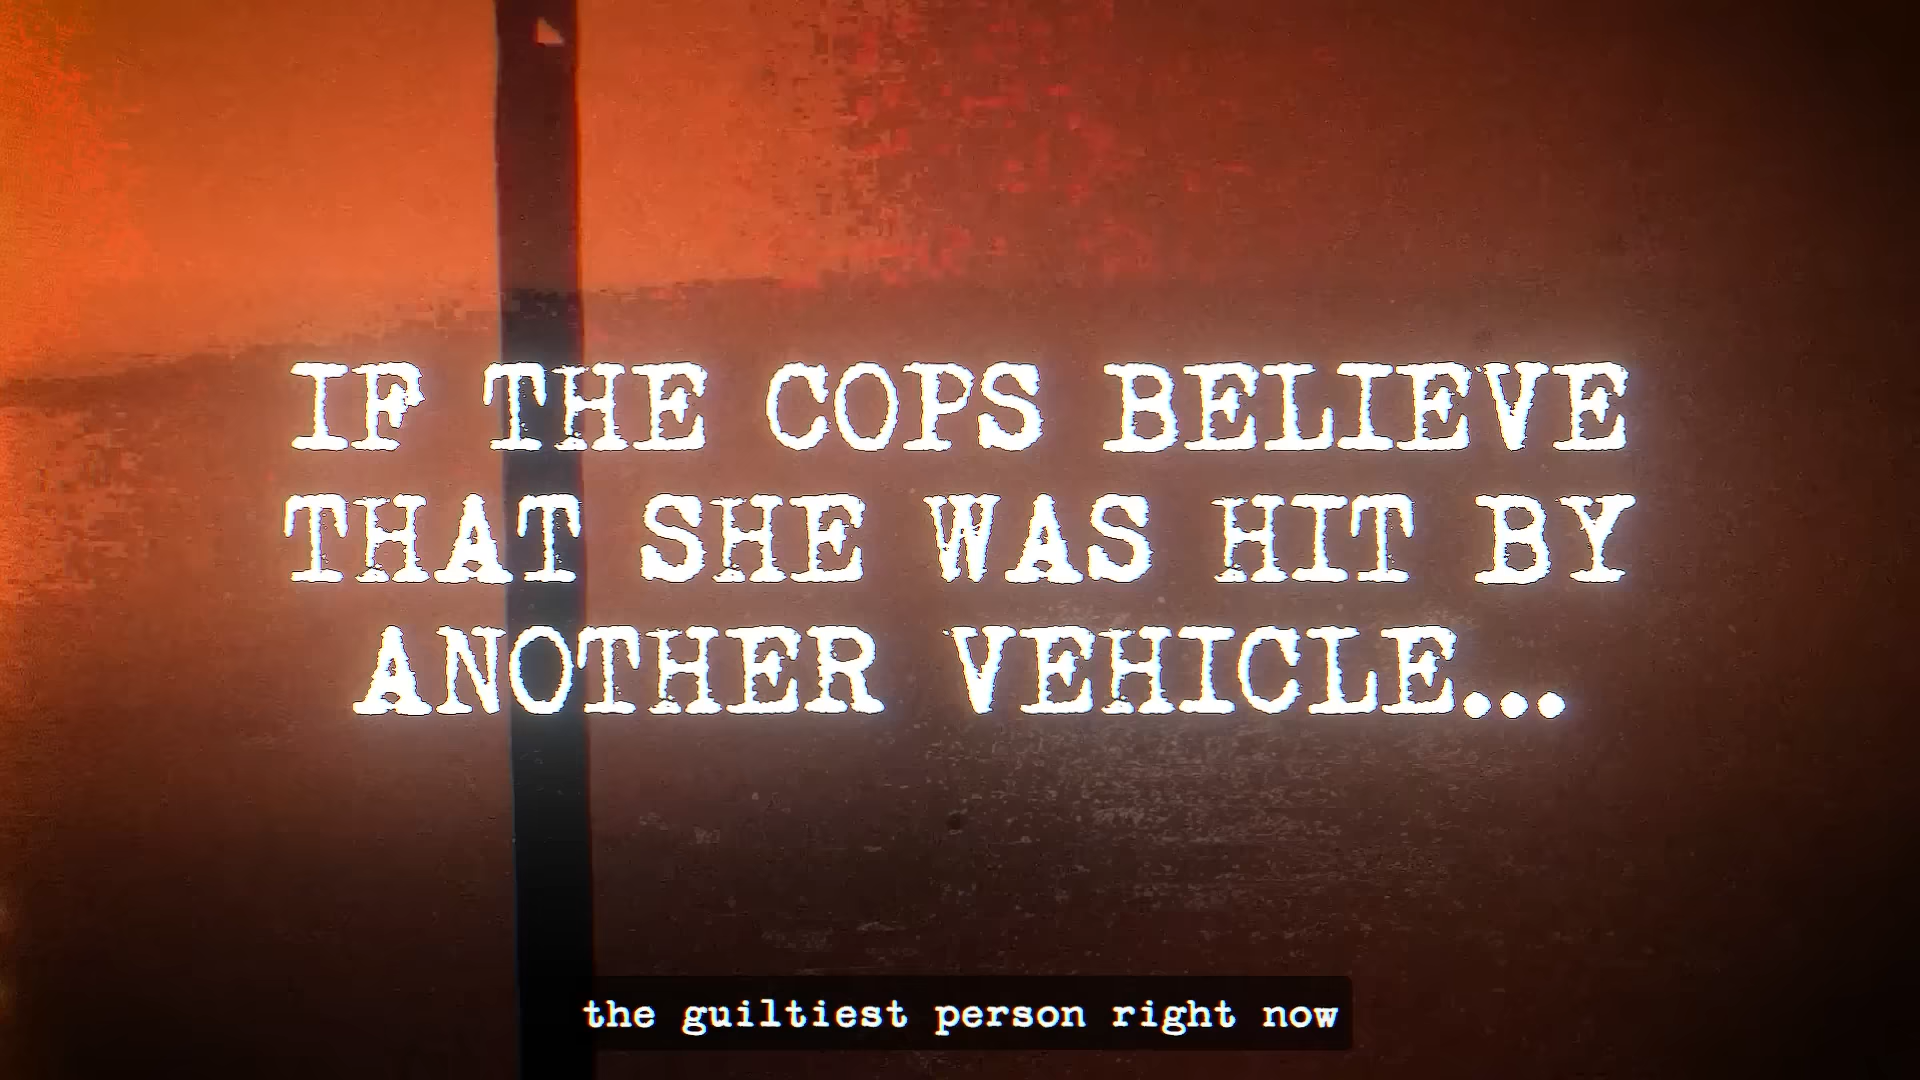 IF THE COPS BELIEVE
THAT SHE WAS HIT BY
ANOTHER VEHICLE...
the guiltiest person right now